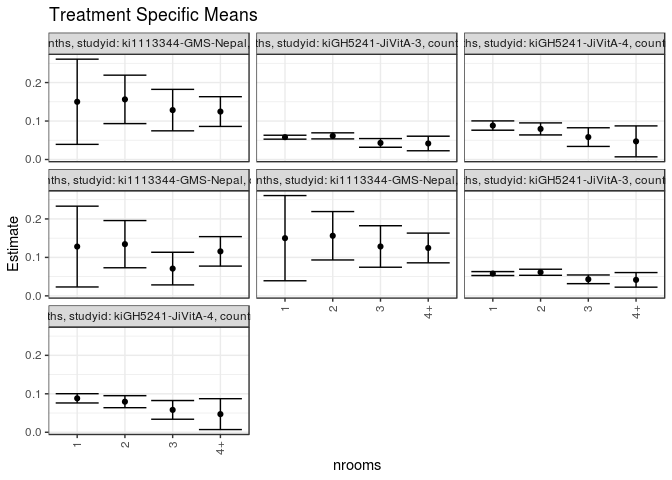 Treatment Specific Means
nths, studyid: ki1113344-GMS-Nepal, ths, studyid: kiGH5241-JiVitA-3, count nths, studyid: kiGH5241-JiVitA-4, count
0.2
0.1
0.0
nths, studyid: ki1113344-GMS-Nepal, nths, studyid: ki1113344-GMS-Nepal, ths, studyid: kiGH5241-JiVitA-3, count
0.2
0.1
0.0
1 2 3 4+
1 2 3 4+
nths, studyid: kiGH5241-JiVitA-4, count
0.2
0.1
0.0
1 2 3 4+
Estimate
nrooms